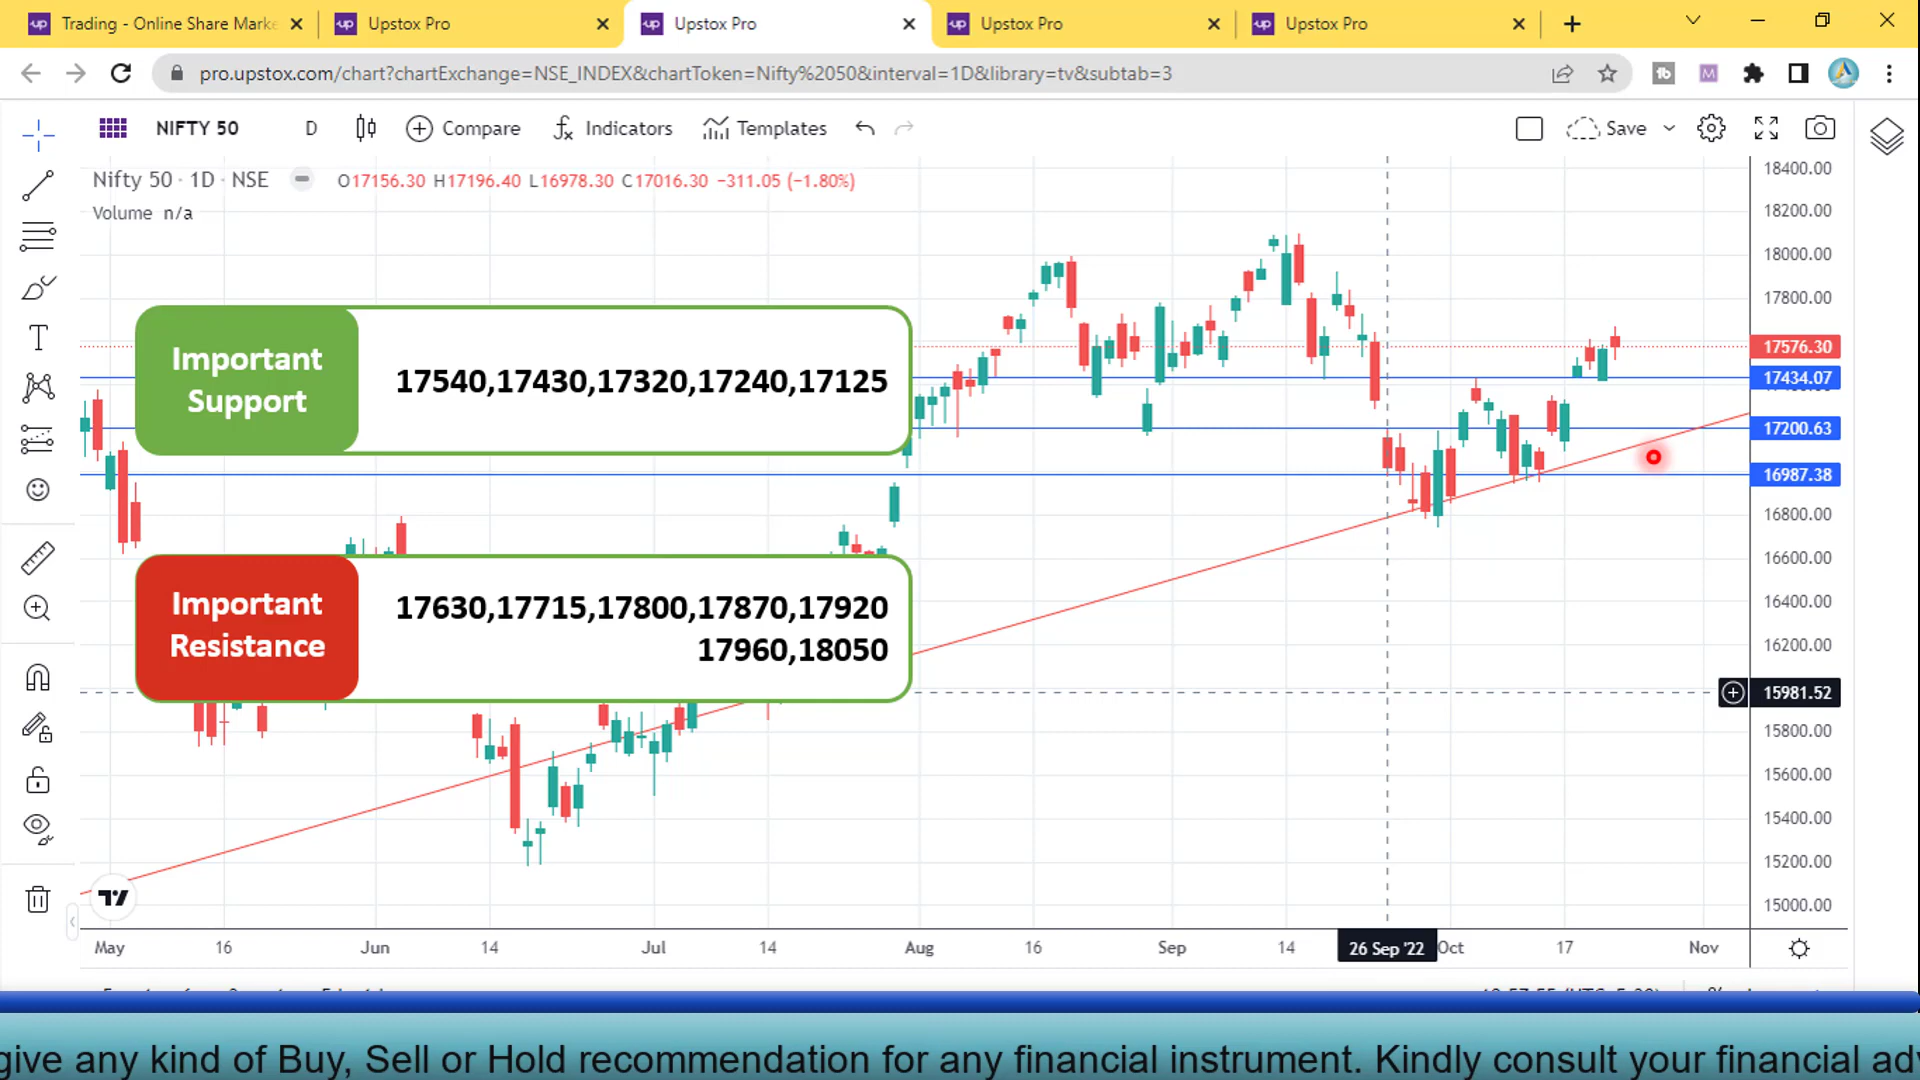 Trading - Online Share Marke
Upstox Pro
Upstox Pro
Upstox Pro
Upstox Pro
pro.upstox.com/chart?chartExchange=NSE_INDEX&chartToken=Nifty%2050&interval=1D&library=tv&subtab=3
NIFTY 50 D Compare Indicators Templates Save
Nifty 50 · 1D · NSE O17156.30 H17196.40 L16978.30 C17016.30 −311.05 (−1.80%)
Volume n/a
18400.00
18200.00
18000.00
17800.00
17576.30
17434.07
17200.63
16987.38
16800.00
16600.00
16400.00
16200.00
15981.52
15800.00
15600.00
15400.00
15200.00
15000.00
Important
Support
17540,17430,17320,17240,17125
Important
Resistance
17630,17715,17800,17870,17920
17960,18050
May 16 Jun 14 Jul 14 Aug 16 Sep 14 26 Sep '22 Oct 17 Nov
give any kind of Buy, Sell or Hold recommendation for any financial instrument. Kindly consult your financial adv